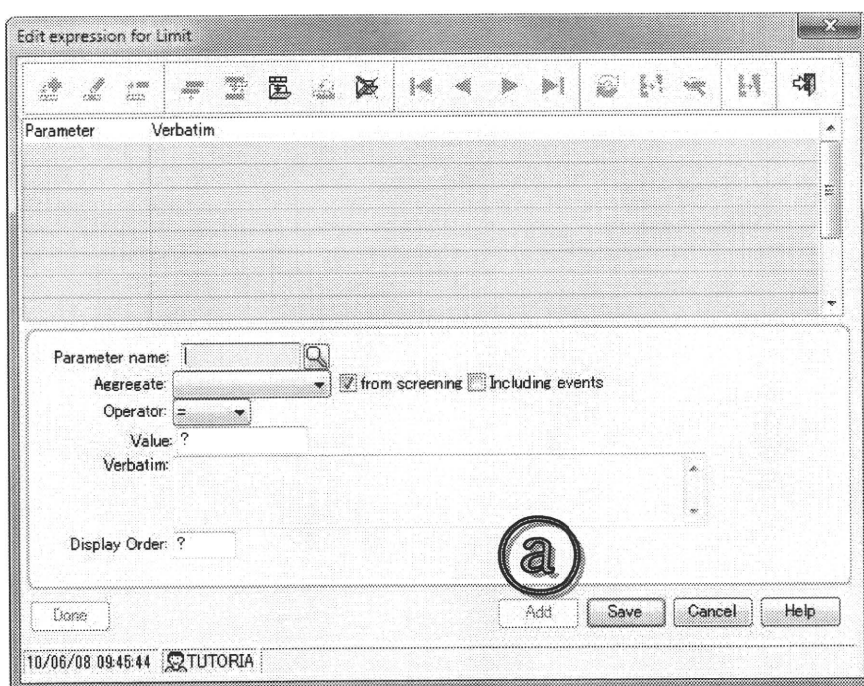 Edit expression for Limit
Parameter Verbatim
Parameter name:
Aggregate: from screening Including events
Operator: =
Value: ?
Verbatim:
Display Order: ?
a
Done Add Save Cancel Help
10/06/08 09:45:44 TUTORIA